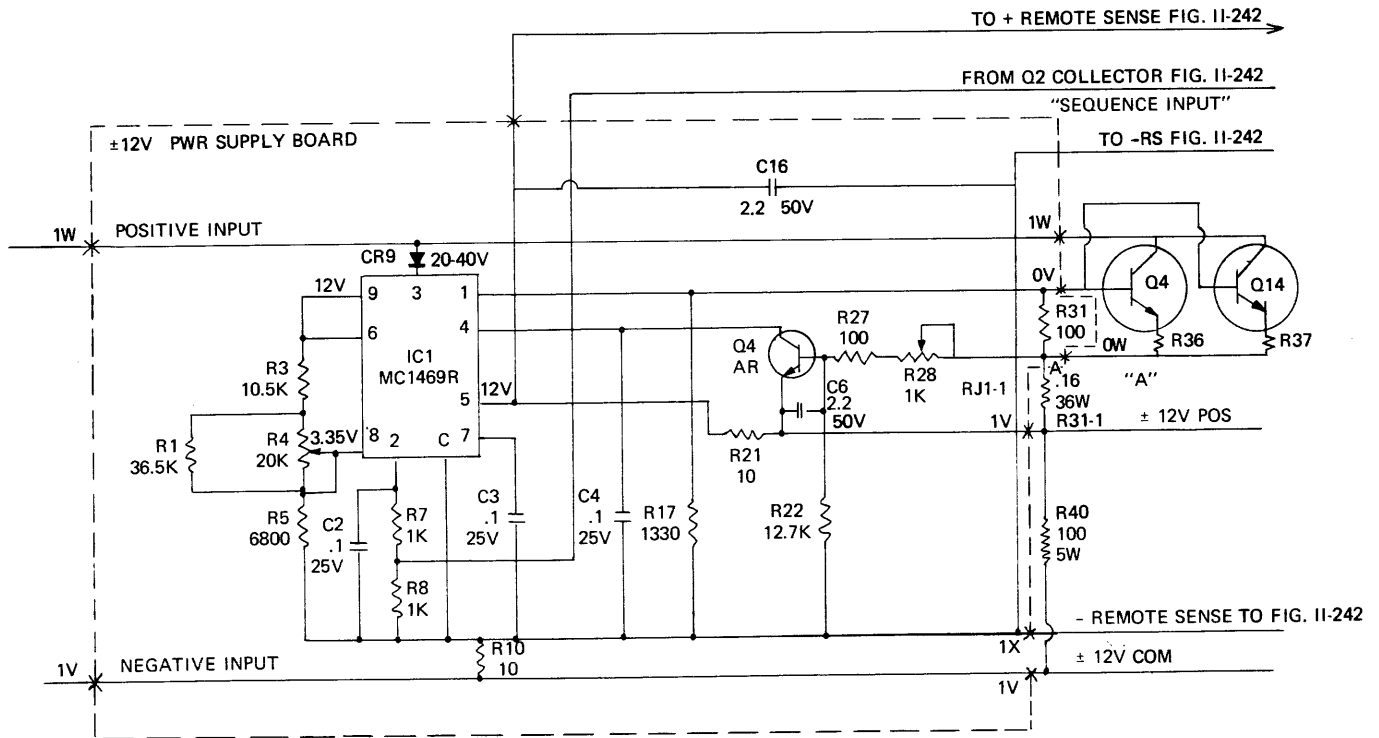 TO + REMOTE SENSE FIG. II-242
FROM Q2 COLLECTOR FIG. II-242
"SEQUENCE INPUT"
±12V PWR SUPPLY BOARD
TO -RS FIG. II-242
C16
2.2 50V
1W
POSITIVE INPUT
1W
CR9
20-40V
12V
9
3
1
0V
Q4
Q14
6
4
R31
100
R27
100
Q4
AR
R36
R37
0W
IC1
MC1469R
R3
10.5K
R28
1K
RJ1-1
"A"
A
.16
36W
R31-1
12V
5
C6
2.2
50V
1V
± 12V POS
R1
36.5K
R4
20K
3.35V
8
2
C
7
R21
10
R5
6800
C2
.1
25V
R7
1K
C3
.1
25V
C4
.1
25V
R17
1330
R22
12.7K
R40
100
5W
R8
1K
- REMOTE SENSE TO FIG. II-242
1X
R10
10
1V
NEGATIVE INPUT
± 12V COM
1V